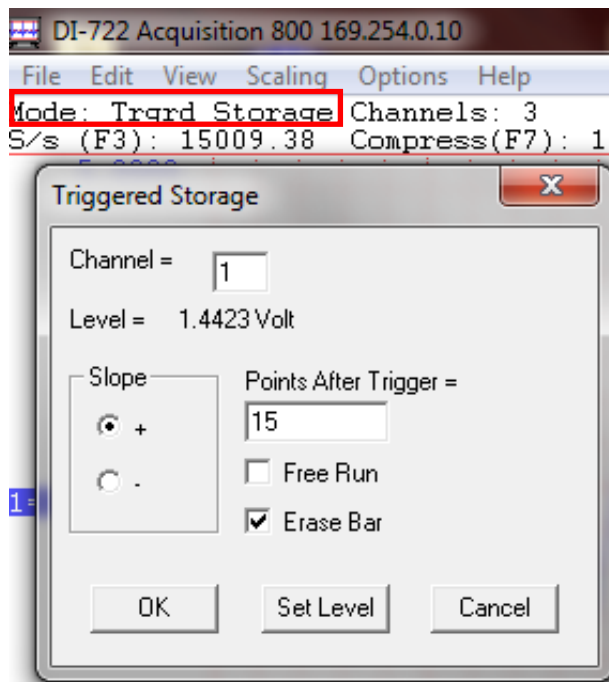 DI-722 Acquisition 800 169.254.0.10
File Edit View Scaling Options Help
Mode: Trgrd Storage Channels: 3
S/s (F3): 15009.38 Compress(F7): 1
Triggered Storage
Channel = 1
Level = 1.4423 Volt
Slope
+
-
Points After Trigger =
15
Free Run
Erase Bar
1=
OK Set Level Cancel